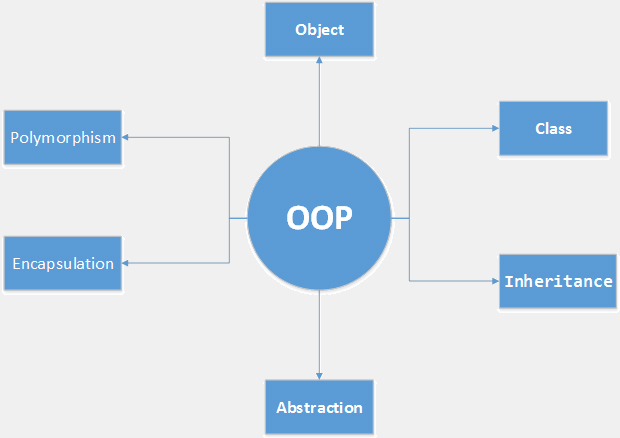 Object
Polymorphism
Class
OOP
Encapsulation
Inheritance
Abstraction